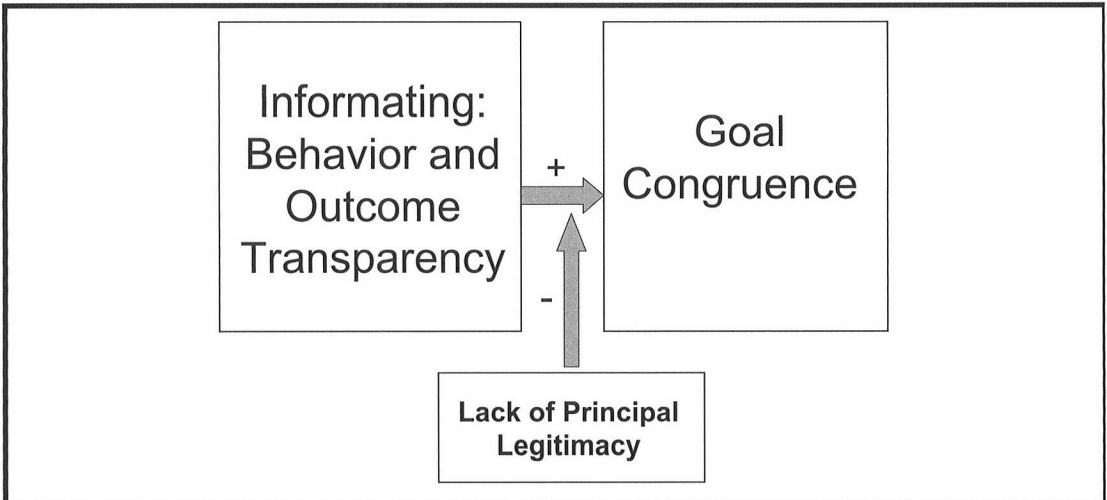 Informating:
Behavior and
Outcome
Transparency
+
Goal
Congruence
-
Lack of Principal
Legitimacy